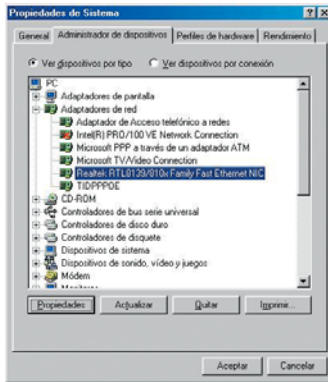 Propiedades de Sistema
General Administrador de dispositivos Perfiles de hardware Rendimiento
Ver dispositivos por tipo Ver dispositivos por conexión
PC
Adaptadores de pantalla
Adaptadores de red
Adaptador de Acceso telefónico a redes
Intel(R) PRO/100 VE Network Connection
Microsoft PPP a través de un adaptador ATM
Microsoft TV/Video Connection
Realtek RTL8139/810x Family Fast Ethernet NIC
TIDPPPOE
CD-ROM
Controladores de bus serie universal
Controladores de disco duro
Controladores de disquete
Dispositivos de sistema
Dispositivos de sonido, vídeo y juegos
Módem
Propiedades Actualizar Quitar Imprimir...
Aceptar Cancelar